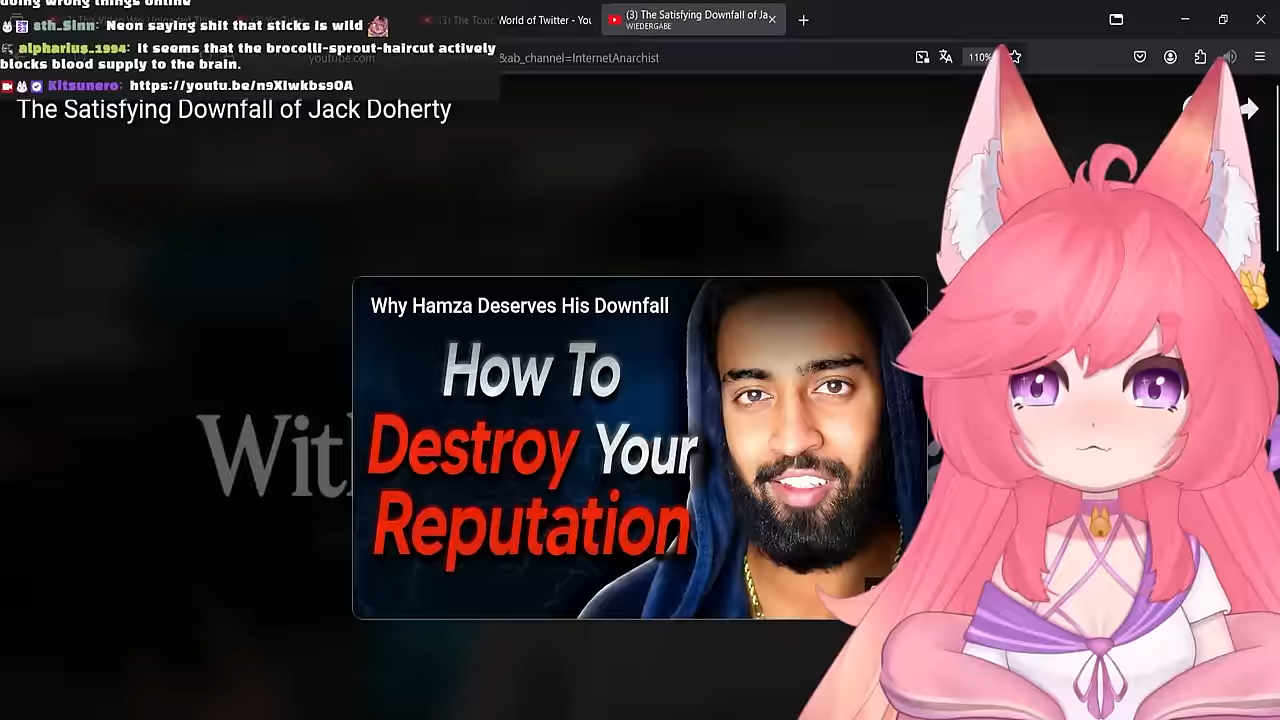 doing wrong things online
sth_Sinn: Neon saying shit that sticks is wild
alpharius_1994: It seems that the brocolli-sprout-haircut actively
blocks blood supply to the brain.
Kitsunero: https://youtu.be/n9XIwkbs9OA
(3) The Toxic World of Twitter - You
(3) The Satisfying Downfall of Ja
WIEDERGABE
youtube.com
&ab_channel=InternetAnarchist
110%
The Satisfying Downfall of Jack Doherty
Why Hamza Deserves His Downfall
How To
Destroy Your
Reputation